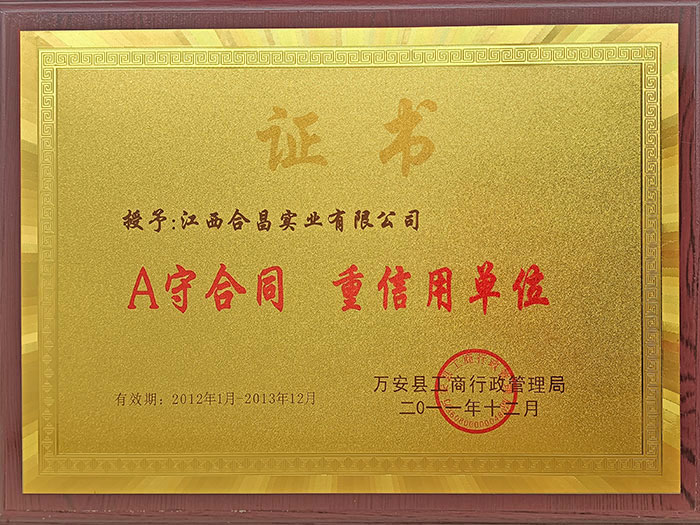 证书
授予:江西合昌实业有限公司
A守合同 重信用单位
有效期：2012年1月-2013年12月
万安县工商行政管理局
二0一一年十二月